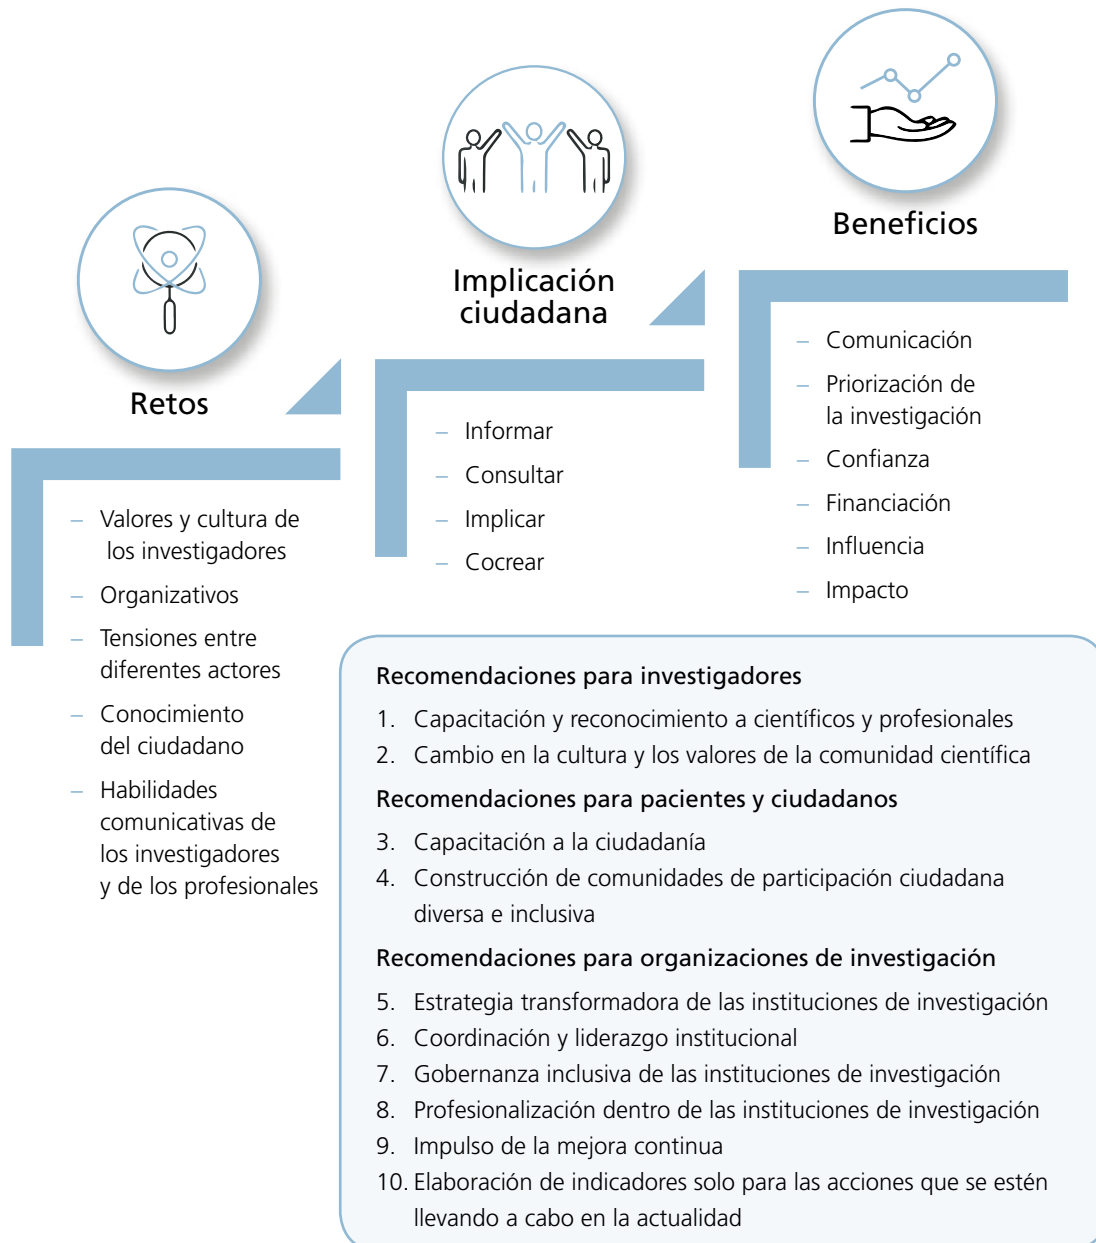 Retos
– Valores y cultura de
los investigadores
– Organizativos
– Tensiones entre
diferentes actores
– Conocimiento
del ciudadano
– Habilidades
comunicativas de
los investigadores
y de los profesionales
Implicación
ciudadana
– Informar
– Consultar
– Implicar
– Cocrear
Beneficios
– Comunicación
– Priorización de
la investigación
– Confianza
– Financiación
– Influencia
– Impacto
Recomendaciones para investigadores
1. Capacitación y reconocimiento a científicos y profesionales
2. Cambio en la cultura y los valores de la comunidad científica
Recomendaciones para pacientes y ciudadanos
3. Capacitación a la ciudadanía
4. Construcción de comunidades de participación ciudadana
diversa e inclusiva
Recomendaciones para organizaciones de investigación
5. Estrategia transformadora de las instituciones de investigación
6. Coordinación y liderazgo institucional
7. Gobernanza inclusiva de las instituciones de investigación
8. Profesionalización dentro de las instituciones de investigación
9. Impulso de la mejora continua
10. Elaboración de indicadores solo para las acciones que se estén
llevando a cabo en la actualidad